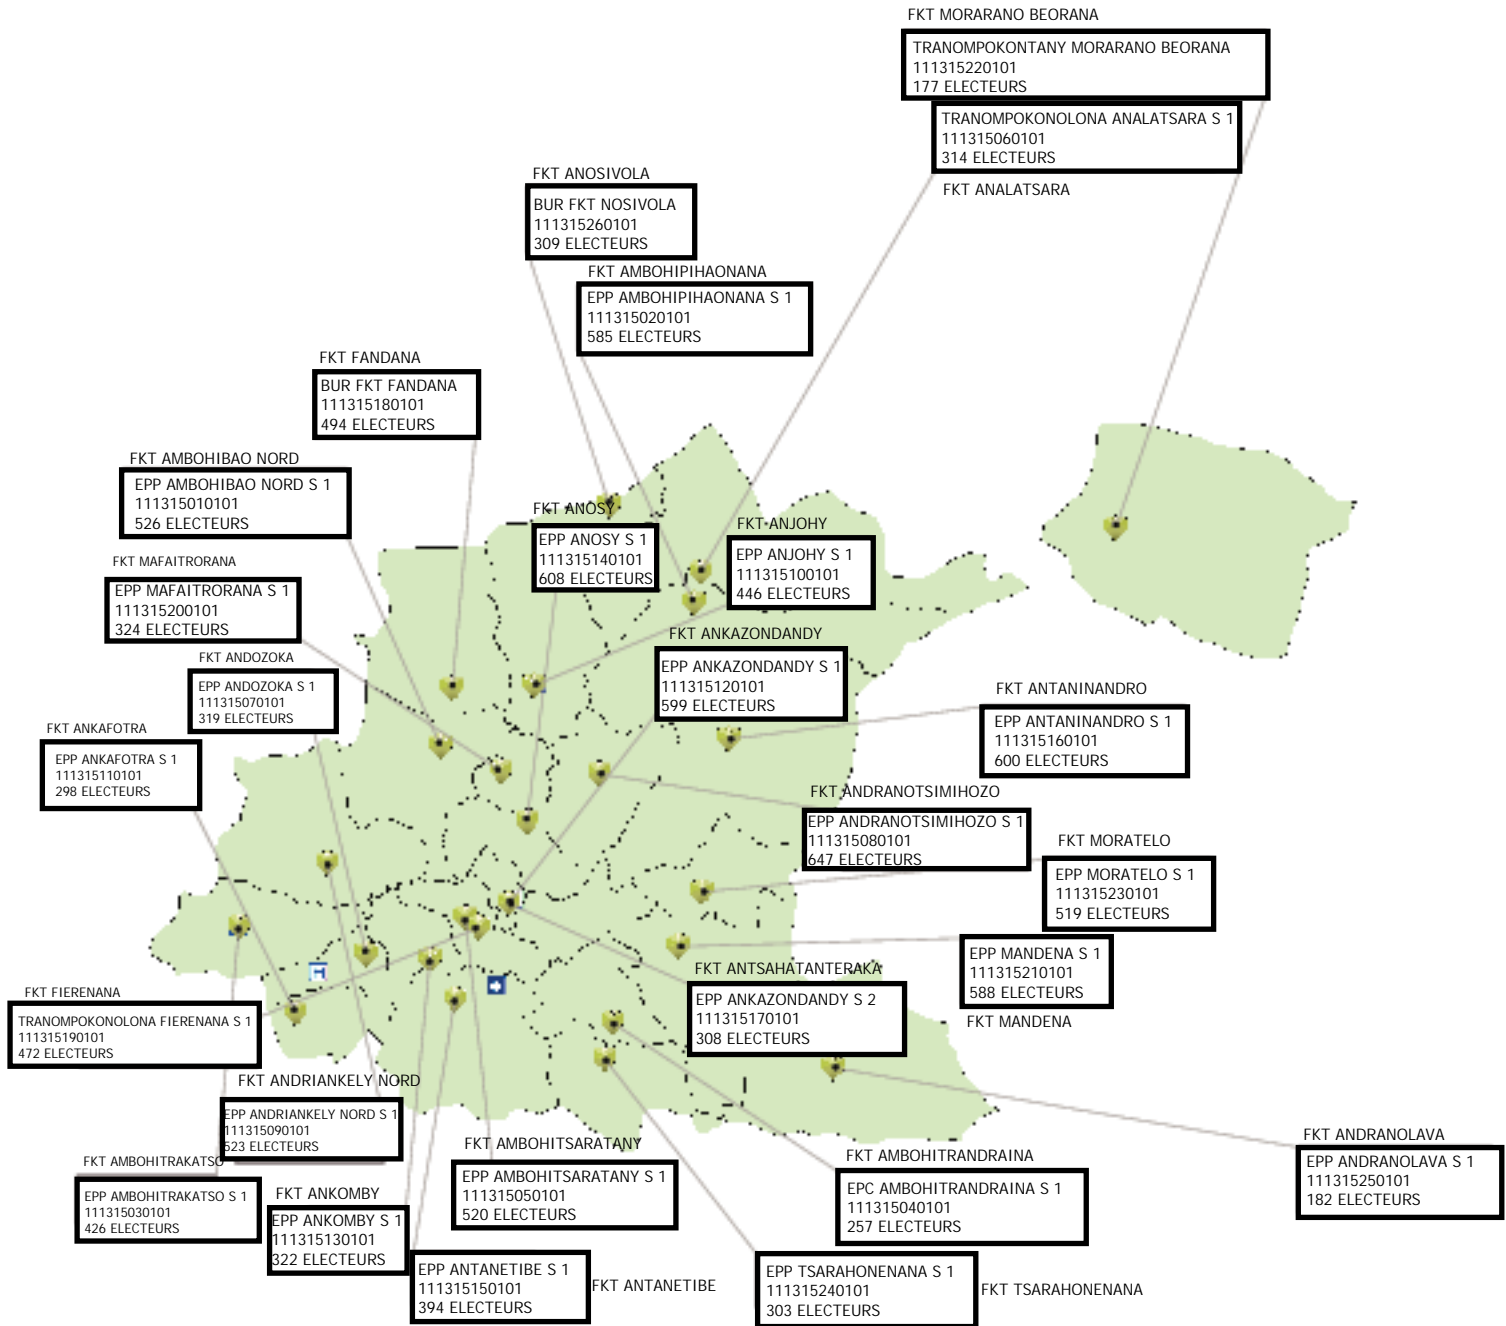 FKT MORARANO BEORANA
TRANOMPOKONTANY MORARANO BEORANA
111315220101
177 ELECTEURS
TRANOMPOKONOLONA ANALATSARA S 1
111315060101
314 ELECTEURS
FKT ANALATSARA
FKT ANOSIVOLA
BUR FKT NOSIVOLA
111315260101
309 ELECTEURS
FKT AMBOHIPIHAONANA
EPP AMBOHIPIHAONANA S 1
111315020101
585 ELECTEURS
FKT FANDANA
BUR FKT FANDANA
111315180101
494 ELECTEURS
FKT AMBOHIBAO NORD
EPP AMBOHIBAO NORD S 1
111315010101
526 ELECTEURS
FKT ANOSY
EPP ANOSY S 1
111315140101
608 ELECTEURS
FKT ANJOHY
EPP ANJOHY S 1
111315100101
446 ELECTEURS
FKT MAFAITRORANA
EPP MAFAITRORANA S 1
111315200101
324 ELECTEURS
FKT ANKAZONDANDY
EPP ANKAZONDANDY S 1
111315120101
599 ELECTEURS
FKT ANDOZOKA
EPP ANDOZOKA S 1
111315070101
319 ELECTEURS
FKT ANTANINANDRO
EPP ANTANINANDRO S 1
111315160101
600 ELECTEURS
FKT ANKAFOTRA
EPP ANKAFOTRA S 1
111315110101
298 ELECTEURS
FKT ANDRANOTSIMIHOZO
EPP ANDRANOTSIMIHOZO S 1
111315080101
647 ELECTEURS
FKT MORATELO
EPP MORATELO S 1
111315230101
519 ELECTEURS
EPP MANDENA S 1
111315210101
588 ELECTEURS
FKT MANDENA
FKT ANTSAHATANTERAKA
EPP ANKAZONDANDY S 2
111315170101
308 ELECTEURS
H
FKT FIERENANA
TRANOMPOKONOLONA FIERENANA S 1
111315190101
472 ELECTEURS
FKT ANDRIANKELY NORD
EPP ANDRIANKELY NORD S 1
111315090101
523 ELECTEURS
FKT AMBOHITRAKATSO
EPP AMBOHITRAKATSO S 1
111315030101
426 ELECTEURS
FKT ANKOMBY
EPP ANKOMBY S 1
111315130101
322 ELECTEURS
FKT AMBOHITSARATANY
EPP AMBOHITSARATANY S 1
111315050101
520 ELECTEURS
FKT AMBOHITRANDRAINA
EPC AMBOHITRANDRAINA S 1
111315040101
257 ELECTEURS
FKT ANDRANOLAVA
EPP ANDRANOLAVA S 1
111315250101
182 ELECTEURS
EPP ANTANETIBE S 1
111315150101
394 ELECTEURS
FKT ANTANETIBE
EPP TSARAHONENANA S 1
111315240101
303 ELECTEURS
FKT TSARAHONENANA